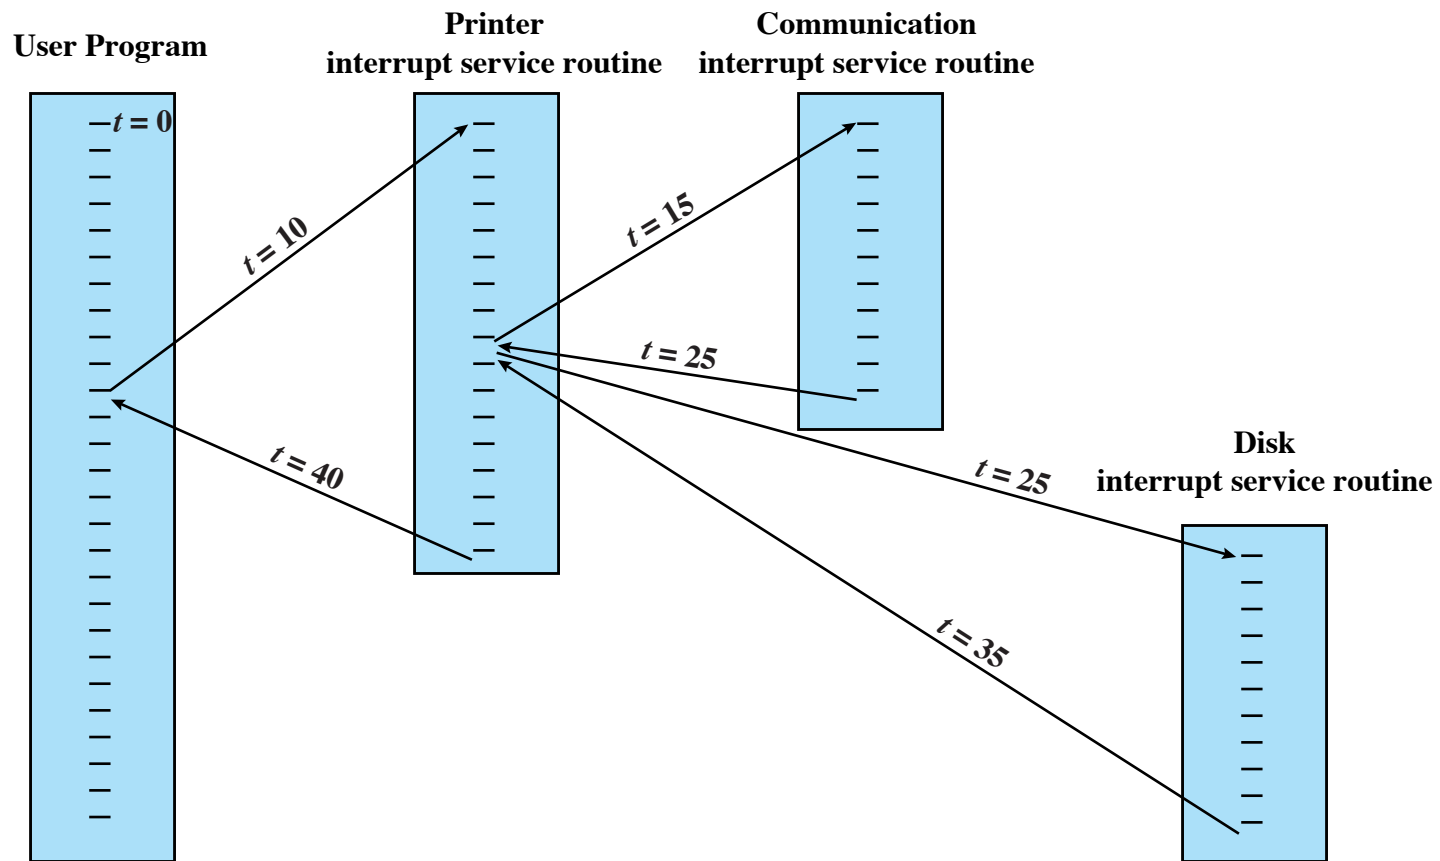 User Program
Printer
interrupt service routine
Communication
interrupt service routine
t = 0
t = 10
t = 15
t = 25
t = 40
t = 25
Disk
interrupt service routine
t = 35